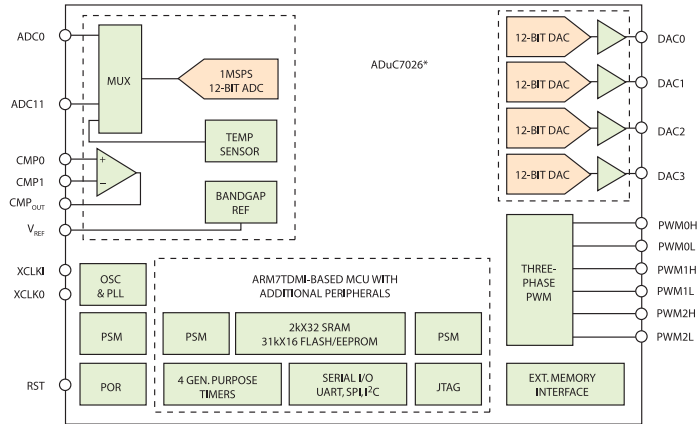 ADuC7026*
ADC0
ADC11
CMP0
CMP1
CMPOUT
VREF
XCLKI
XCLK0
RST
MUX
1MSPS
12-BIT ADC
TEMP
SENSOR
+
−
BANDGAP
REF
12-BIT DAC
12-BIT DAC
12-BIT DAC
12-BIT DAC
DAC0
DAC1
DAC2
DAC3
THREE-
PHASE
PWM
PWM0H
PWM0L
PWM1H
PWM1L
PWM2H
PWM2L
OSC
& PLL
PSM
POR
ARM7TDMI-BASED MCU WITH
ADDITIONAL PERIPHERALS
PSM
2kX32 SRAM
31kX16 FLASH/EEPROM
PSM
4 GEN. PURPOSE
TIMERS
SERIAL I/O
UART, SPI, I²C
JTAG
EXT. MEMORY
INTERFACE